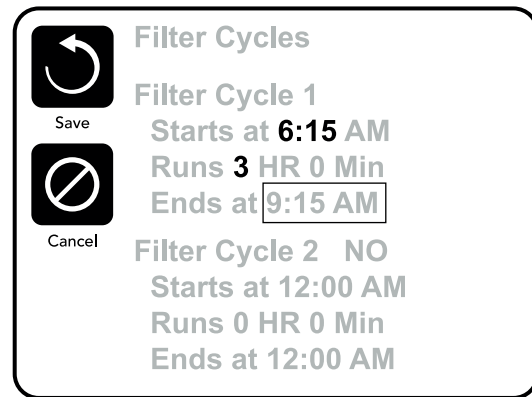 Filter Cycles
Save
Cancel
Filter Cycle 1
Starts at 6:15 AM
Runs 3 HR 0 Min
Ends at 9:15 AM
Filter Cycle 2 NO
Starts at 12:00 AM
Runs 0 HR 0 Min
Ends at 12:00 AM